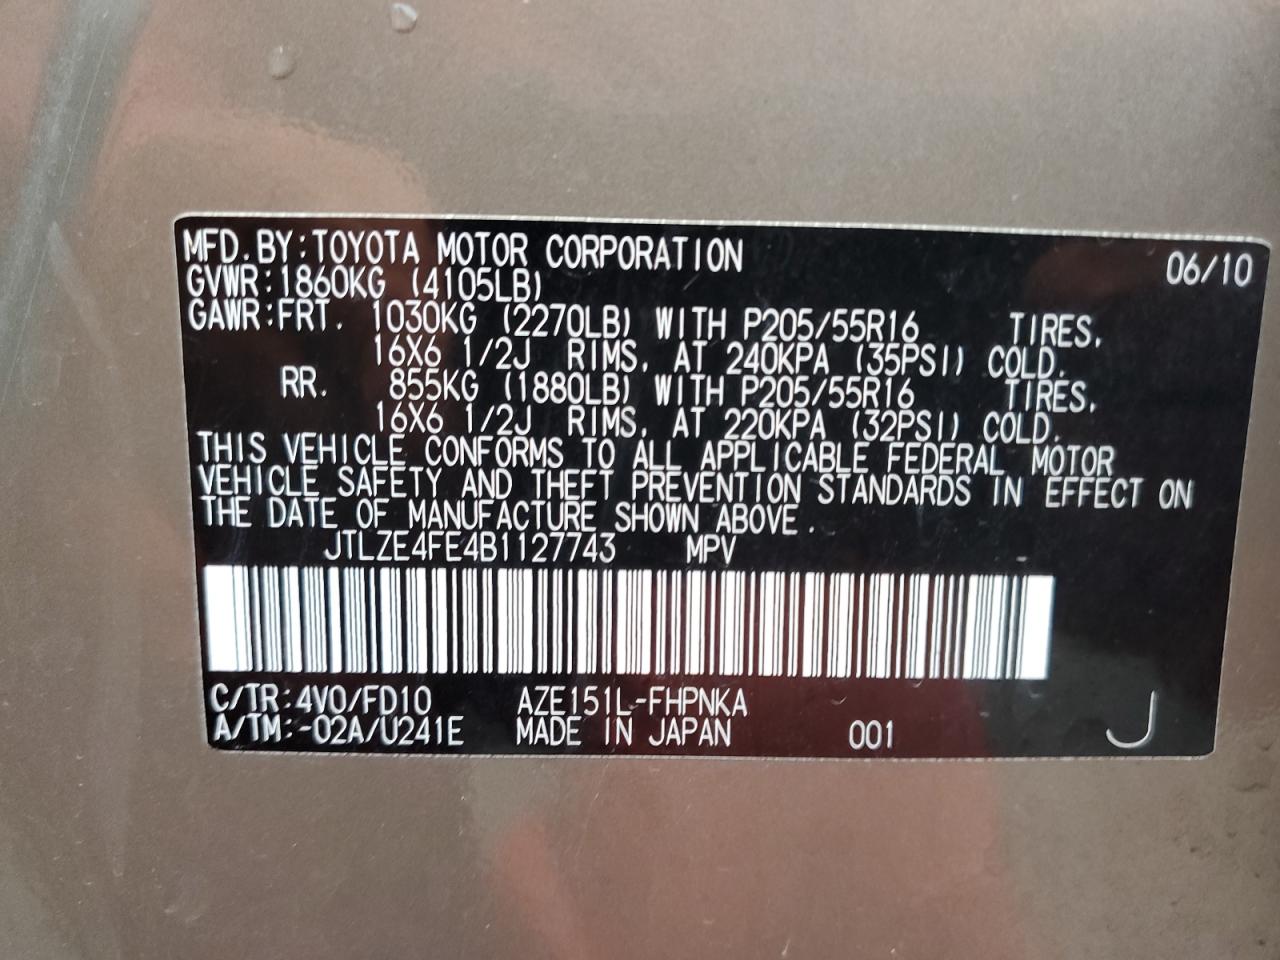 MFD.BY:TOYOTA MOTOR CORPORATION 06/10
GVWR:1860KG (4105LB)
GAWR:FRT. 1030KG (2270LB) WITH P205/55R16 TIRES,
16X6 1/2J RIMS, AT 240KPA (35PSI) COLD.
RR. 855KG (1880LB) WITH P205/55R16 TIRES,
16X6 1/2J RIMS, AT 220KPA (32PSI) COLD.
THIS VEHICLE CONFORMS TO ALL APPLICABLE FEDERAL MOTOR
VEHICLE SAFETY AND THEFT PREVENTION STANDARDS IN EFFECT ON
THE DATE OF MANUFACTURE SHOWN ABOVE.
JTLZE4FE4B1127743 MPV
C/TR:4V0/FD10 AZE151L-FHPNKA
A/TM:-02A/U241E MADE IN JAPAN 001 J